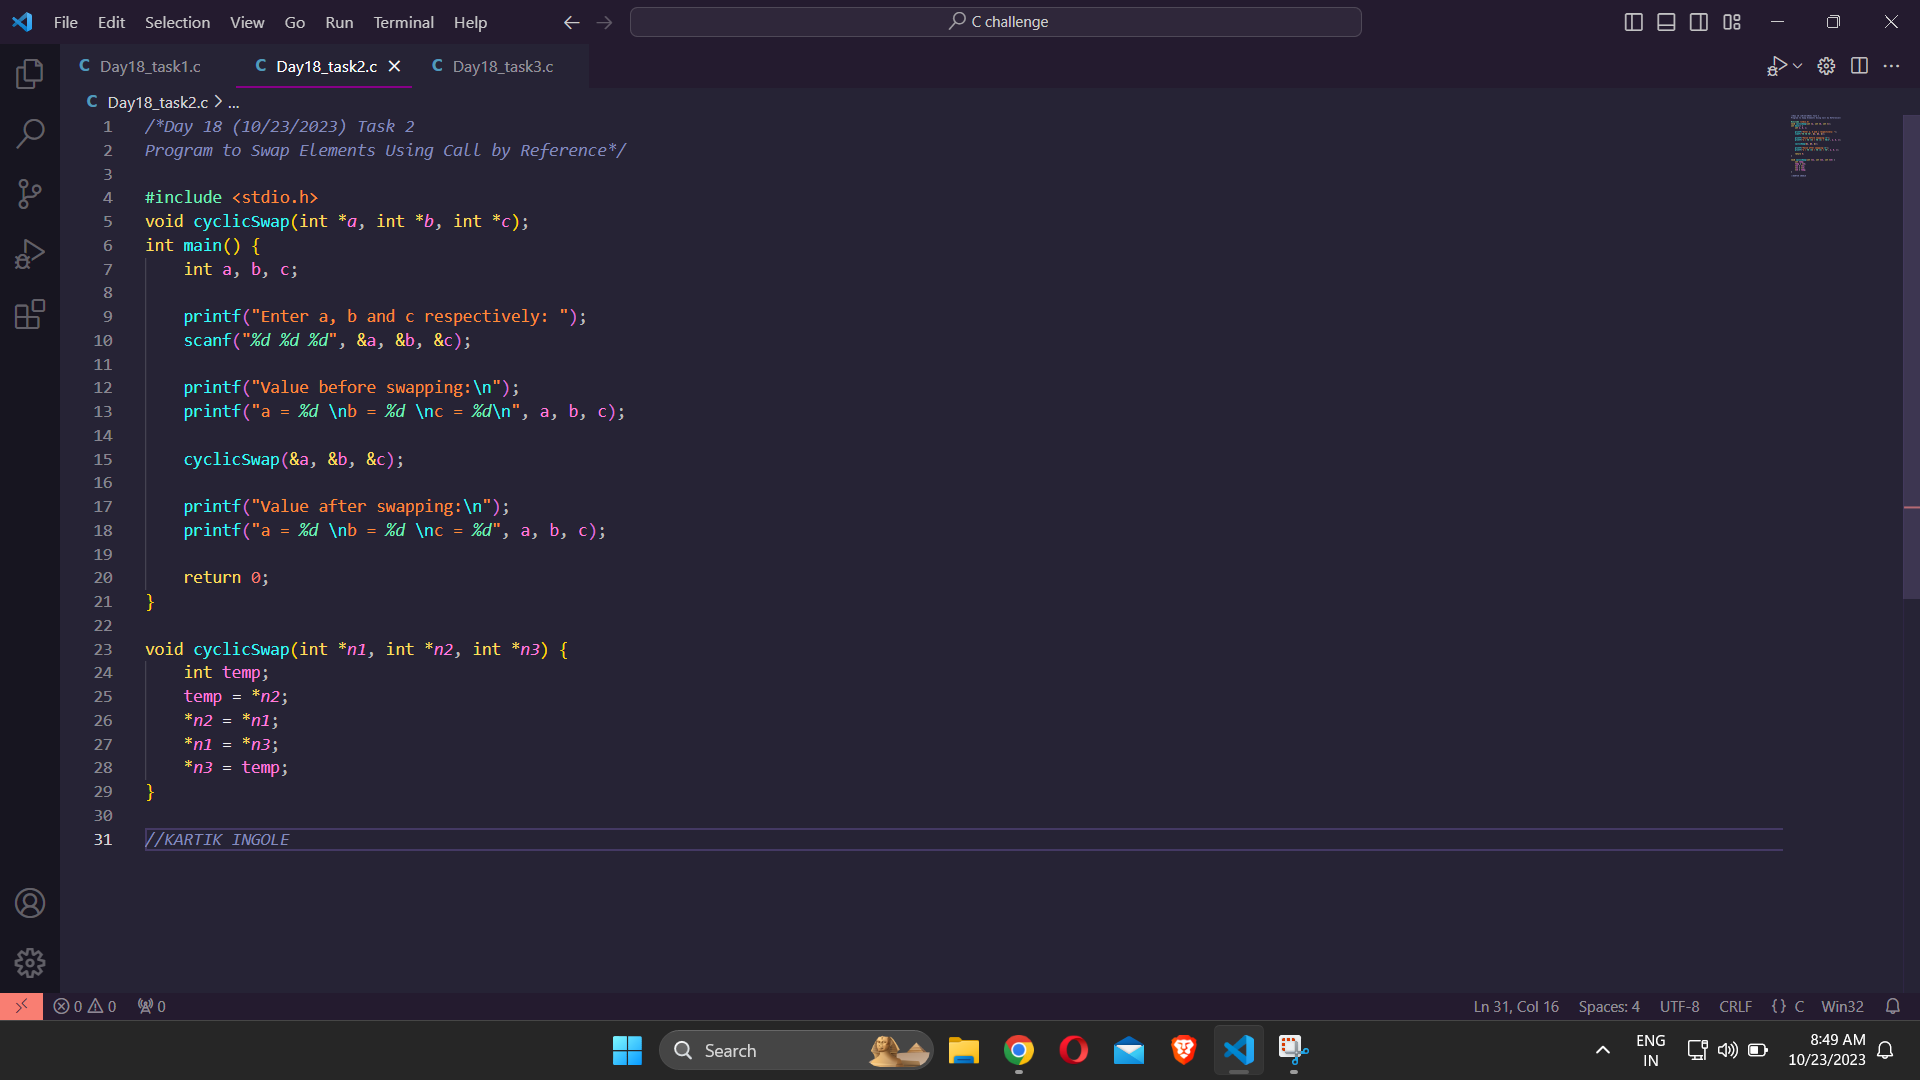 File Edit Selection View Go Run Terminal Help
C challenge
C Day18_task1.c
C Day18_task2.c
C Day18_task3.c
C Day18_task2.c > ...
1 /*Day 18 (10/23/2023) Task 2
2 Program to Swap Elements Using Call by Reference*/
3
4 #include <stdio.h>
5 void cyclicSwap(int *a, int *b, int *c);
6 int main() {
7     int a, b, c;
8
9     printf("Enter a, b and c respectively: ");
10     scanf("%d %d %d", &a, &b, &c);
11
12     printf("Value before swapping:\n");
13     printf("a = %d \nb = %d \nc = %d\n", a, b, c);
14
15     cyclicSwap(&a, &b, &c);
16
17     printf("Value after swapping:\n");
18     printf("a = %d \nb = %d \nc = %d", a, b, c);
19
20     return 0;
21 }
22
23 void cyclicSwap(int *n1, int *n2, int *n3) {
24     int temp;
25     temp = *n2;
26     *n2 = *n1;
27     *n1 = *n3;
28     *n3 = temp;
29 }
30
31 //KARTIK INGOLE
0 0 0
Ln 31, Col 16 Spaces: 4 UTF-8 CRLF {} C Win32
Search
ENG
IN
8:49 AM
10/23/2023